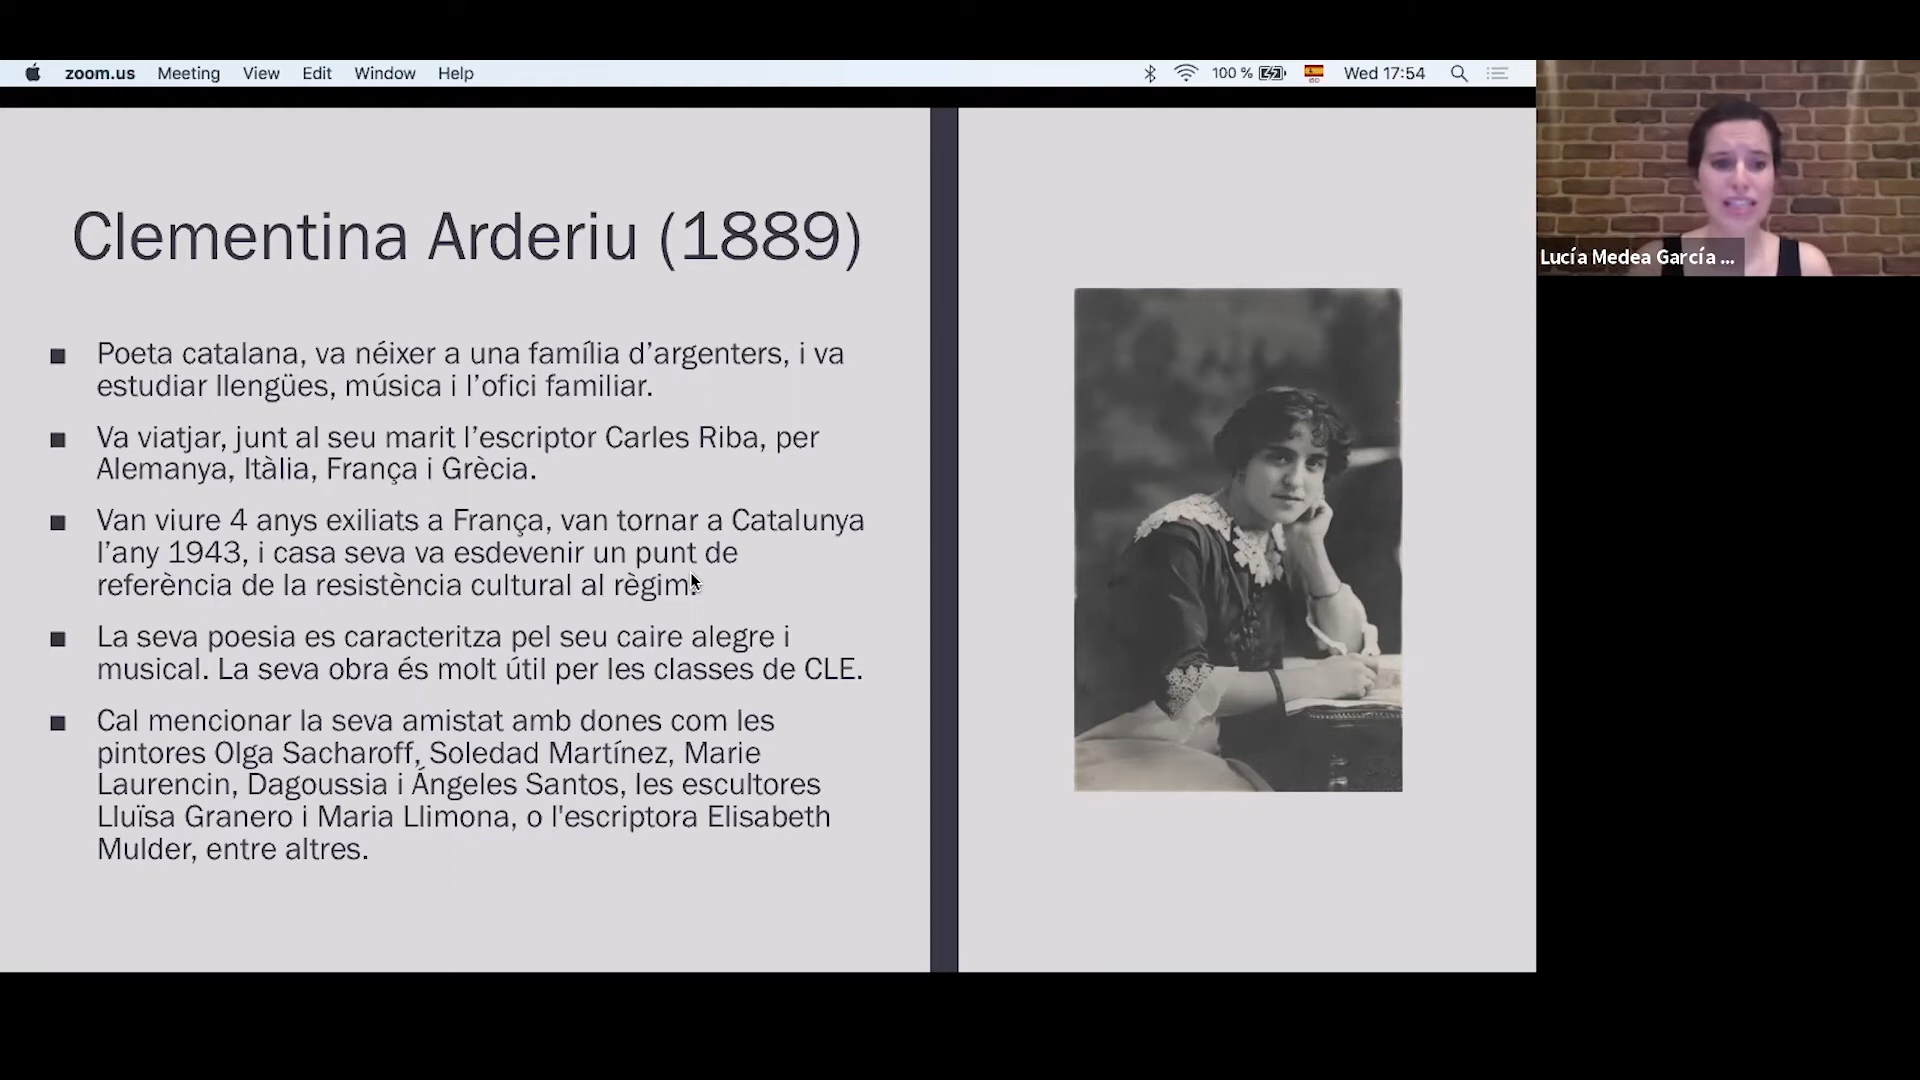 zoom.us Meeting View Edit Window Help 100 % Wed 17:54
Clementina Arderiu (1889)
■ Poeta catalana, va néixer a una família d’argenters, i va
estudiar llengües, música i l’ofici familiar.
■ Va viatjar, junt al seu marit l’escriptor Carles Riba, per
Alemanya, Itàlia, França i Grècia.
■ Van viure 4 anys exiliats a França, van tornar a Catalunya
l’any 1943, i casa seva va esdevenir un punt de
referència de la resistència cultural al règim.
■ La seva poesia es caracteritza pel seu caire alegre i
musical. La seva obra és molt útil per les classes de CLE.
■ Cal mencionar la seva amistat amb dones com les
pintores Olga Sacharoff, Soledad Martínez, Marie
Laurencin, Dagoussia i Ángeles Santos, les escultores
Lluïsa Granero i Maria Llimona, o l'escriptora Elisabeth
Mulder, entre altres.
Lucía Medea García ...